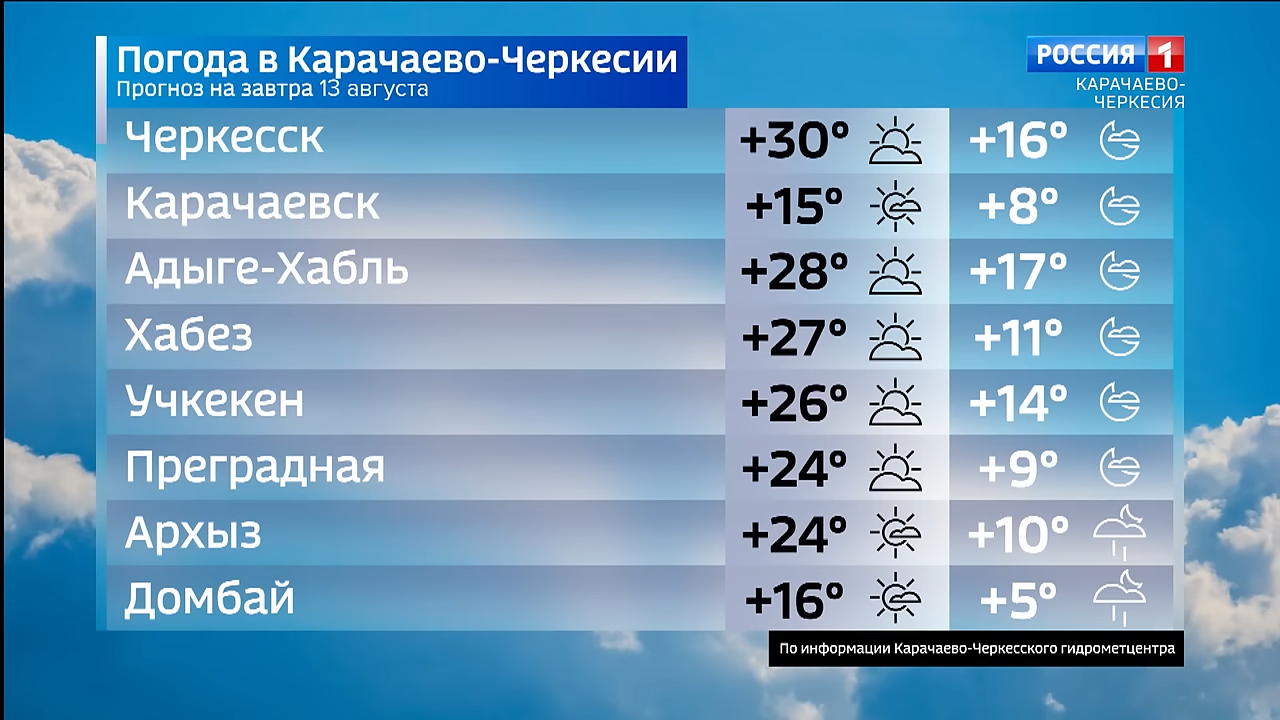 Погода в Карачаево-Черкесии
Прогноз на завтра 13 августа
РОССИЯ 1
КАРАЧАЕВО-
ЧЕРКЕСИЯ
Черкесск +30° +16°
Карачаевск +15° +8°
Адыге-Хабль +28° +17°
Хабез +27° +11°
Учкекен +26° +14°
Преградная +24° +9°
Архыз +24° +10°
Домбай +16° +5°
По информации Карачаево-Черкесского гидрометцентра